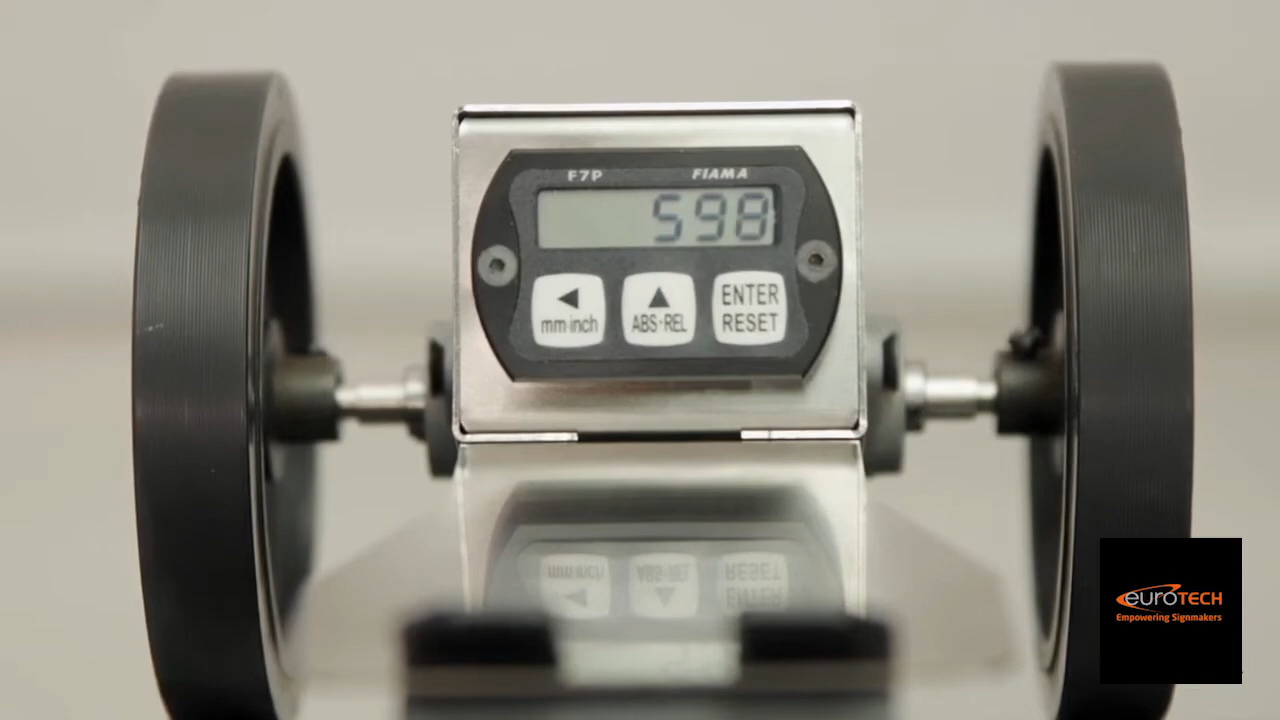 F7P FIAMA
598
mm·inch
ABS·REL
ENTER
RESET
euroTECH
Empowering Signmakers